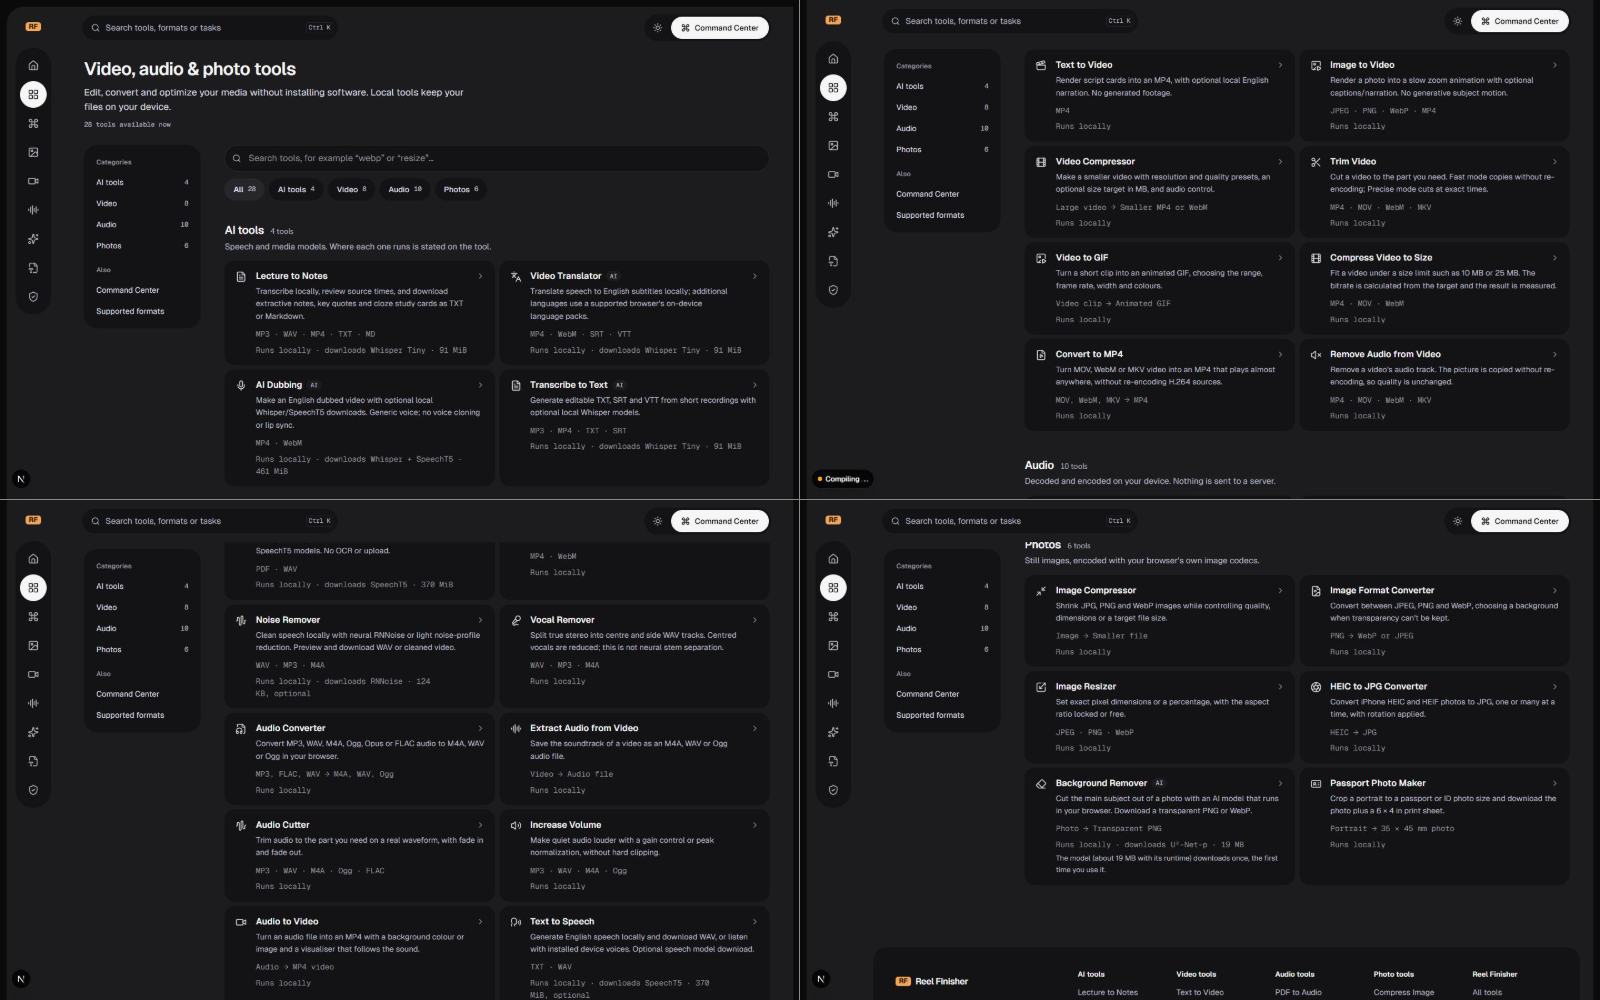 RF
Search tools, formats or tasks
Ctrl K
Command Center
Video, audio & photo tools
Edit, convert and optimize your media without installing software. Local tools keep your
files on your device.
28 tools available now
Categories
AI tools 4
Video 8
Audio 10
Photos 6
Also
Command Center
Supported formats
Search tools, for example “webp” or “resize”…
All 28 AI tools 4 Video 8 Audio 10 Photos 6
AI tools 4 tools
Speech and media models. Where each one runs is stated on the tool.
Lecture to Notes
Transcribe locally, review source times, and download
extractive notes, key quotes and cloze study cards as TXT
or Markdown.
MP3 · WAV · MP4 · TXT · MD
Runs locally · downloads Whisper Tiny · 91 MiB
Video Translator AI
Translate speech to English subtitles locally; additional
languages use a supported browser's on-device
language packs.
MP4 · WebM · SRT · VTT
Runs locally · downloads Whisper Tiny · 91 MiB
AI Dubbing AI
Make an English dubbed video with optional local
Whisper/SpeechT5 downloads. Generic voice; no voice cloning
or lip sync.
MP4 · WebM
Runs locally · downloads Whisper + SpeechT5 ·
461 MiB
Transcribe to Text AI
Generate editable TXT, SRT and VTT from short recordings with
optional local Whisper models.
MP3 · MP4 · TXT · SRT
Runs locally · downloads Whisper Tiny · 91 MiB
N
RF
Search tools, formats or tasks
Ctrl K
Command Center
Categories
AI tools 4
Video 8
Audio 10
Photos 6
Also
Command Center
Supported formats
Text to Video
Render script cards into an MP4, with optional local English
narration. No generated footage.
MP4
Runs locally
Image to Video
Render a photo into a slow zoom animation with optional
captions/narration. No generative subject motion.
JPEG · PNG · WebP · MP4
Runs locally
Video Compressor
Make a smaller video with resolution and quality presets, an
optional size target in MB, and audio control.
Large video → Smaller MP4 or WebM
Runs locally
Trim Video
Cut a video to the part you need. Fast mode copies without re-
encoding; Precise mode cuts at exact times.
MP4 · MOV · WebM · MKV
Runs locally
Video to GIF
Turn a short clip into an animated GIF, choosing the range,
frame rate, width and colours.
Video clip → Animated GIF
Runs locally
Compress Video to Size
Fit a video under a size limit such as 10 MB or 25 MB. The
bitrate is calculated from the target and the result is measured.
MP4 · MOV · WebM
Runs locally
Convert to MP4
Turn MOV, WebM or MKV video into an MP4 that plays almost
anywhere, without re-encoding H.264 sources.
MOV, WebM, MKV → MP4
Runs locally
Remove Audio from Video
Remove a video's audio track. The picture is copied without re-
encoding, so quality is unchanged.
MP4 · MOV · WebM · MKV
Runs locally
Audio 10 tools
Decoded and encoded on your device. Nothing is sent to a server.
Compiling ...
RF
Search tools, formats or tasks
Ctrl K
Command Center
Categories
AI tools 4
Video 8
Audio 10
Photos 6
Also
Command Center
Supported formats
SpeechT5 models. No OCR or upload.
PDF · WAV
Runs locally · downloads SpeechT5 · 370 MiB
MP4 · WebM
Runs locally
Noise Remover
Clean speech locally with neural RNNoise or light noise-profile
reduction. Preview and download WAV or cleaned video.
WAV · MP3 · M4A
Runs locally · downloads RNNoise · 124
KB, optional
Vocal Remover
Split true stereo into centre and side WAV tracks. Centred
vocals are reduced; this is not neural stem separation.
WAV · MP3 · M4A
Runs locally
Audio Converter
Convert MP3, WAV, M4A, Ogg, Opus or FLAC audio to M4A, WAV
or Ogg in your browser.
MP3, FLAC, WAV → M4A, WAV, Ogg
Runs locally
Extract Audio from Video
Save the soundtrack of a video as an M4A, WAV or Ogg
audio file.
Video → Audio file
Runs locally
Audio Cutter
Trim audio to the part you need on a real waveform, with fade in
and fade out.
MP3 · WAV · M4A · Ogg · FLAC
Runs locally
Increase Volume
Make quiet audio louder with a gain control or peak
normalization, without hard clipping.
MP3 · WAV · M4A · Ogg
Runs locally
Audio to Video
Turn an audio file into an MP4 with a background colour or
image and a visualiser that follows the sound.
Audio → MP4 video
Runs locally
Text to Speech
Generate English speech locally and download WAV, or listen
with installed device voices. Optional speech model download.
TXT · WAV
Runs locally · downloads SpeechT5 · 370
MiB, optional
N
RF
Search tools, formats or tasks
Ctrl K
Command Center
Categories
AI tools 4
Video 8
Audio 10
Photos 6
Also
Command Center
Supported formats
Photos 6 tools
Still images, encoded with your browser's own image codecs.
Image Compressor
Shrink JPG, PNG and WebP images while controlling quality,
dimensions or a target file size.
Image → Smaller file
Runs locally
Image Format Converter
Convert between JPEG, PNG and WebP, choosing a background
when transparency can't be kept.
PNG → WebP or JPEG
Runs locally
Image Resizer
Set exact pixel dimensions or a percentage, with the aspect
ratio locked or free.
JPEG · PNG · WebP
Runs locally
HEIC to JPG Converter
Convert iPhone HEIC and HEIF photos to JPG, one or many at a
time, with rotation applied.
HEIC → JPG
Runs locally
Background Remover AI
Cut the main subject out of a photo with an AI model that runs
in your browser. Download a transparent PNG or WebP.
Photo → Transparent PNG
Runs locally · downloads U²-Net-p · 19 MB
The model (about 19 MB with its runtime) downloads once, the first
time you use it.
Passport Photo Maker
Crop a portrait to a passport or ID photo size and download the
photo plus a 6 × 4 in print sheet.
Portrait → 35 × 45 mm photo
Runs locally
N
RF Reel Finisher
AI tools
Lecture to Notes
Video tools
Text to Video
Audio tools
PDF to Audio
Photo tools
Compress Image
Reel Finisher
All tools